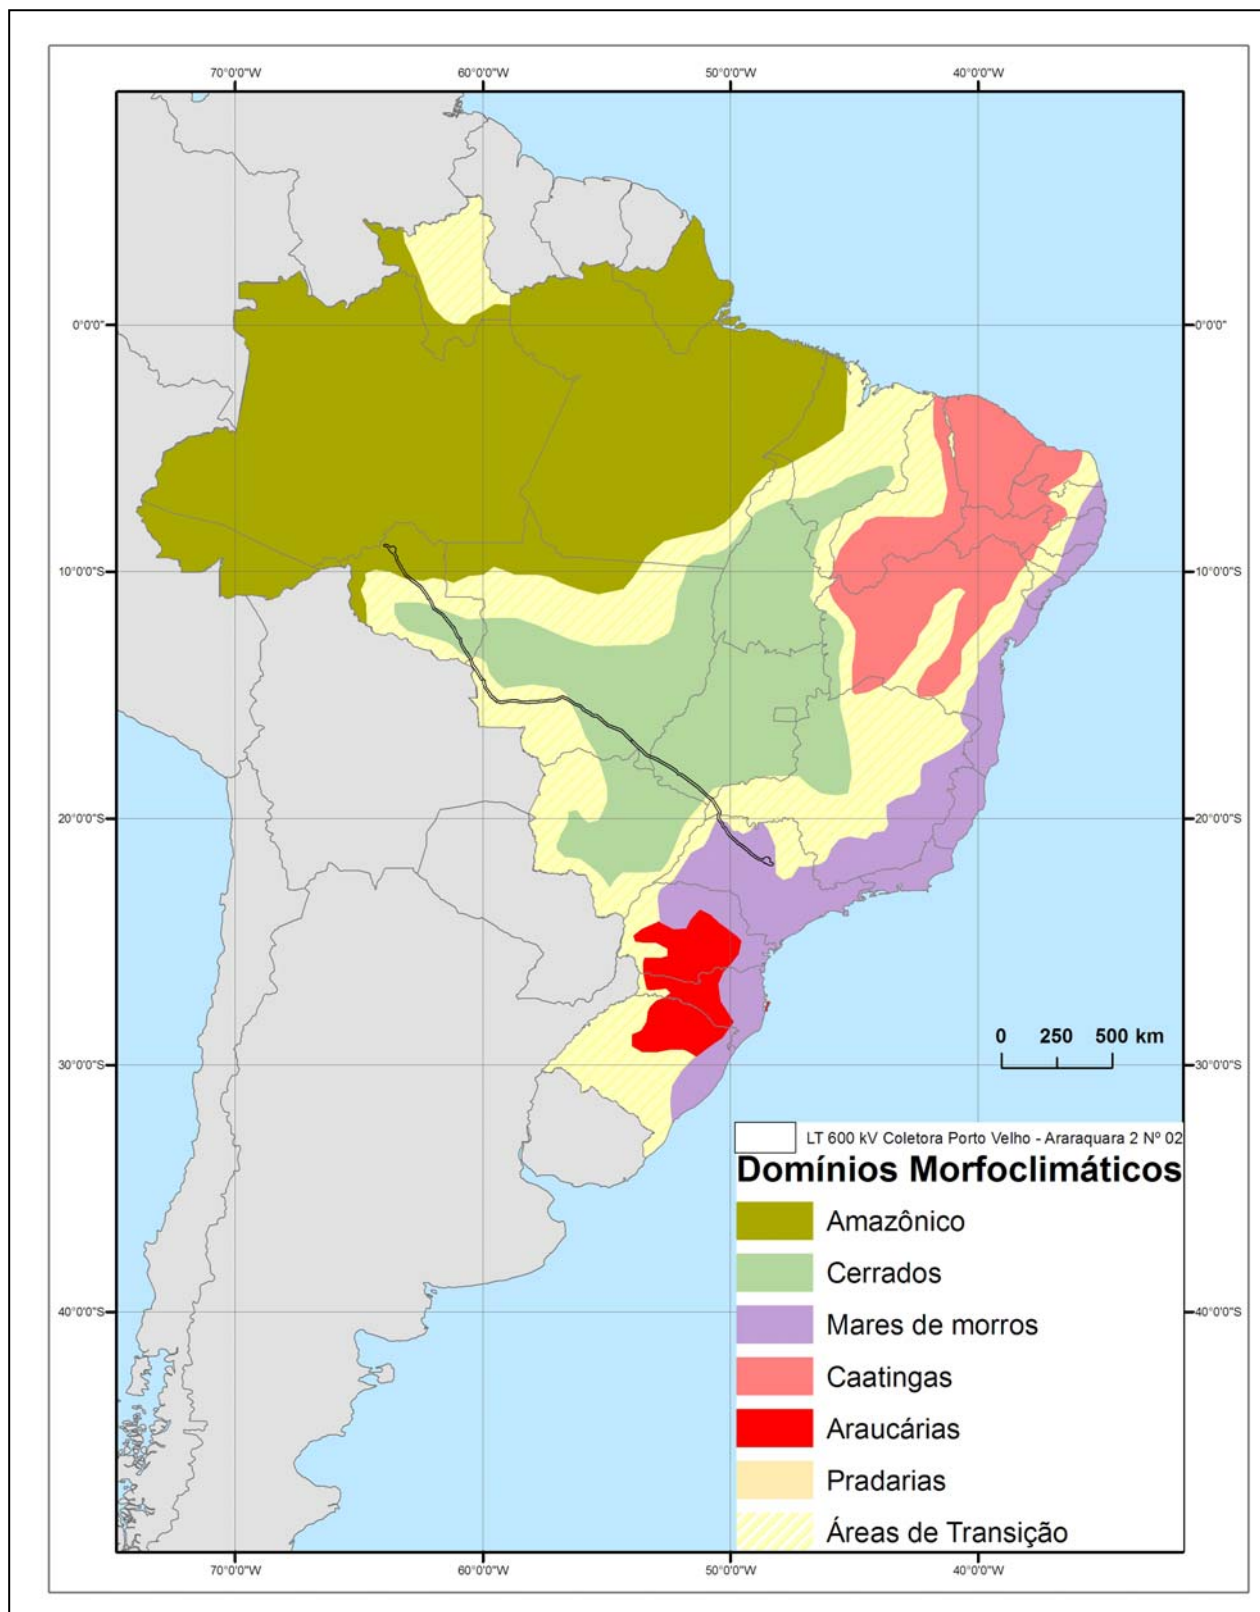 70°0'0"W 60°0'0"W 50°0'0"W 40°0'0"W
0°0'0" 0°0'0"
10°0'0"S 10°0'0"S
20°0'0"S 20°0'0"S
0 250 500 km
30°0'0"S 30°0'0"S
LT 600 kV Coletora Porto Velho - Araraquara 2 Nº 02
Domínios Morfoclimáticos
Amazônico
Cerrados
40°0'0"S 40°0'0"S
Mares de morros
Caatingas
Araucárias
Pradarias
Áreas de Transição
70°0'0"W 60°0'0"W 50°0'0"W 40°0'0"W